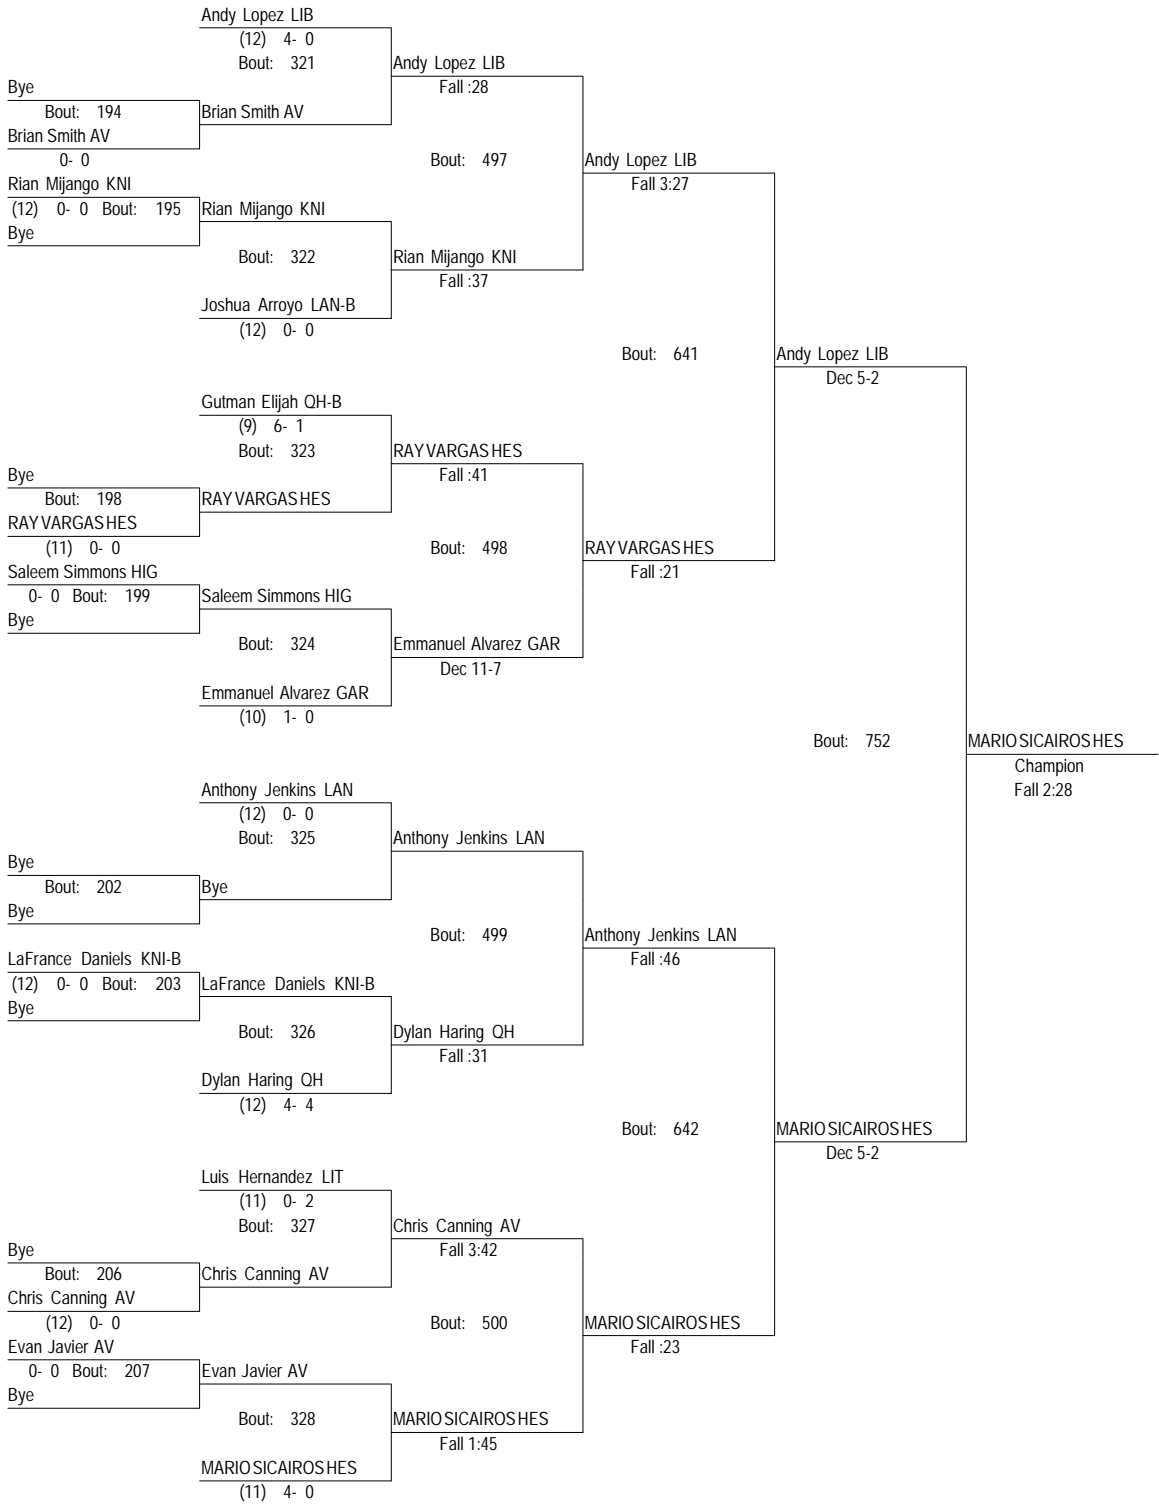 Andy Lopez LIB
(12) 4- 0
Bout: 321
Andy Lopez LIB
Bye
Fall :28
Bout: 194
Brian Smith AV
Brian Smith AV
0- 0
Bout: 497
Andy Lopez LIB
Rian Mijango KNI
Fall 3:27
(12) 0- 0 Bout: 195
Rian Mijango KNI
Bye
Bout: 322
Rian Mijango KNI
Fall :37
Joshua Arroyo LAN-B
(12) 0- 0
Bout: 641
Andy Lopez LIB
Dec 5-2
Gutman Elijah QH-B
(9) 6- 1
Bout: 323
RAY VARGAS HES
Bye
Fall :41
Bout: 198
RAY VARGAS HES
RAY VARGAS HES
(11) 0- 0
Bout: 498
RAY VARGAS HES
Saleem Simmons HIG
Fall :21
0- 0 Bout: 199
Saleem Simmons HIG
Bye
Bout: 324
Emmanuel Alvarez GAR
Dec 11-7
Emmanuel Alvarez GAR
(10) 1- 0
Bout: 752
MARIO SICAIROS HES
Champion
Fall 2:28
Anthony Jenkins LAN
(12) 0- 0
Bout: 325
Anthony Jenkins LAN
Bye
Bout: 202
Bye
Bye
Bout: 499
Anthony Jenkins LAN
Fall :46
LaFrance Daniels KNI-B
(12) 0- 0 Bout: 203
LaFrance Daniels KNI-B
Bye
Bout: 326
Dylan Haring QH
Fall :31
Dylan Haring QH
(12) 4- 4
Bout: 642
MARIO SICAIROS HES
Dec 5-2
Luis Hernandez LIT
(11) 0- 2
Bout: 327
Chris Canning AV
Bye
Fall 3:42
Bout: 206
Chris Canning AV
Chris Canning AV
(12) 0- 0
Bout: 500
MARIO SICAIROS HES
Evan Javier AV
Fall :23
0- 0 Bout: 207
Evan Javier AV
Bye
Bout: 328
MARIO SICAIROS HES
Fall 1:45
MARIO SICAIROS HES
(11) 4- 0